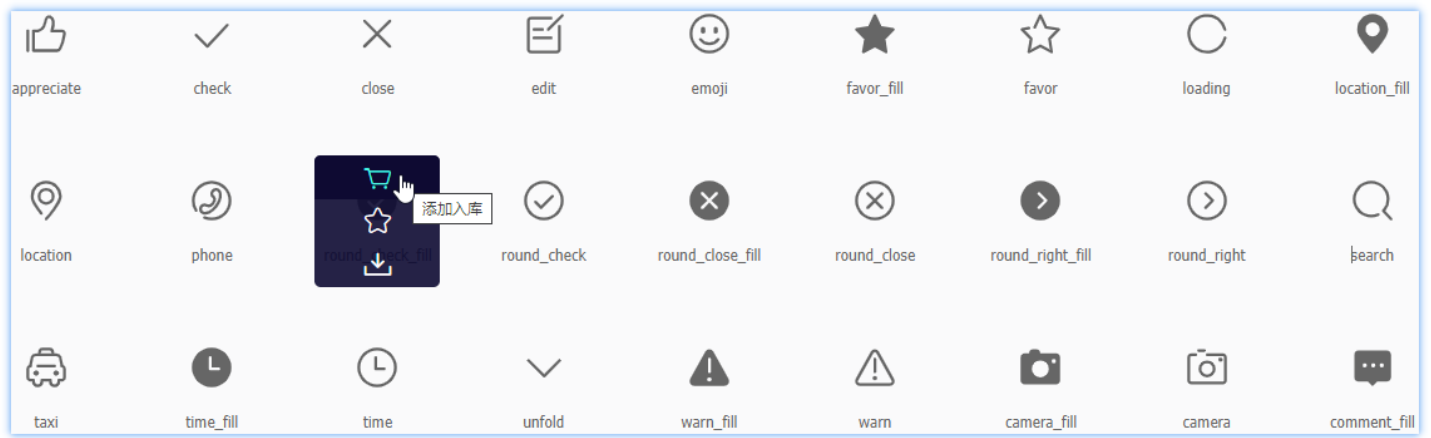 appreciate
check
close
edit
emoji
favor_fill
favor
loading
location_fill
添加入库
location
phone
round_check_fill
round_check
round_close_fill
round_close
round_right_fill
round_right
search
taxi
time_fill
time
unfold
warn_fill
warn
camera_fill
camera
comment_fill